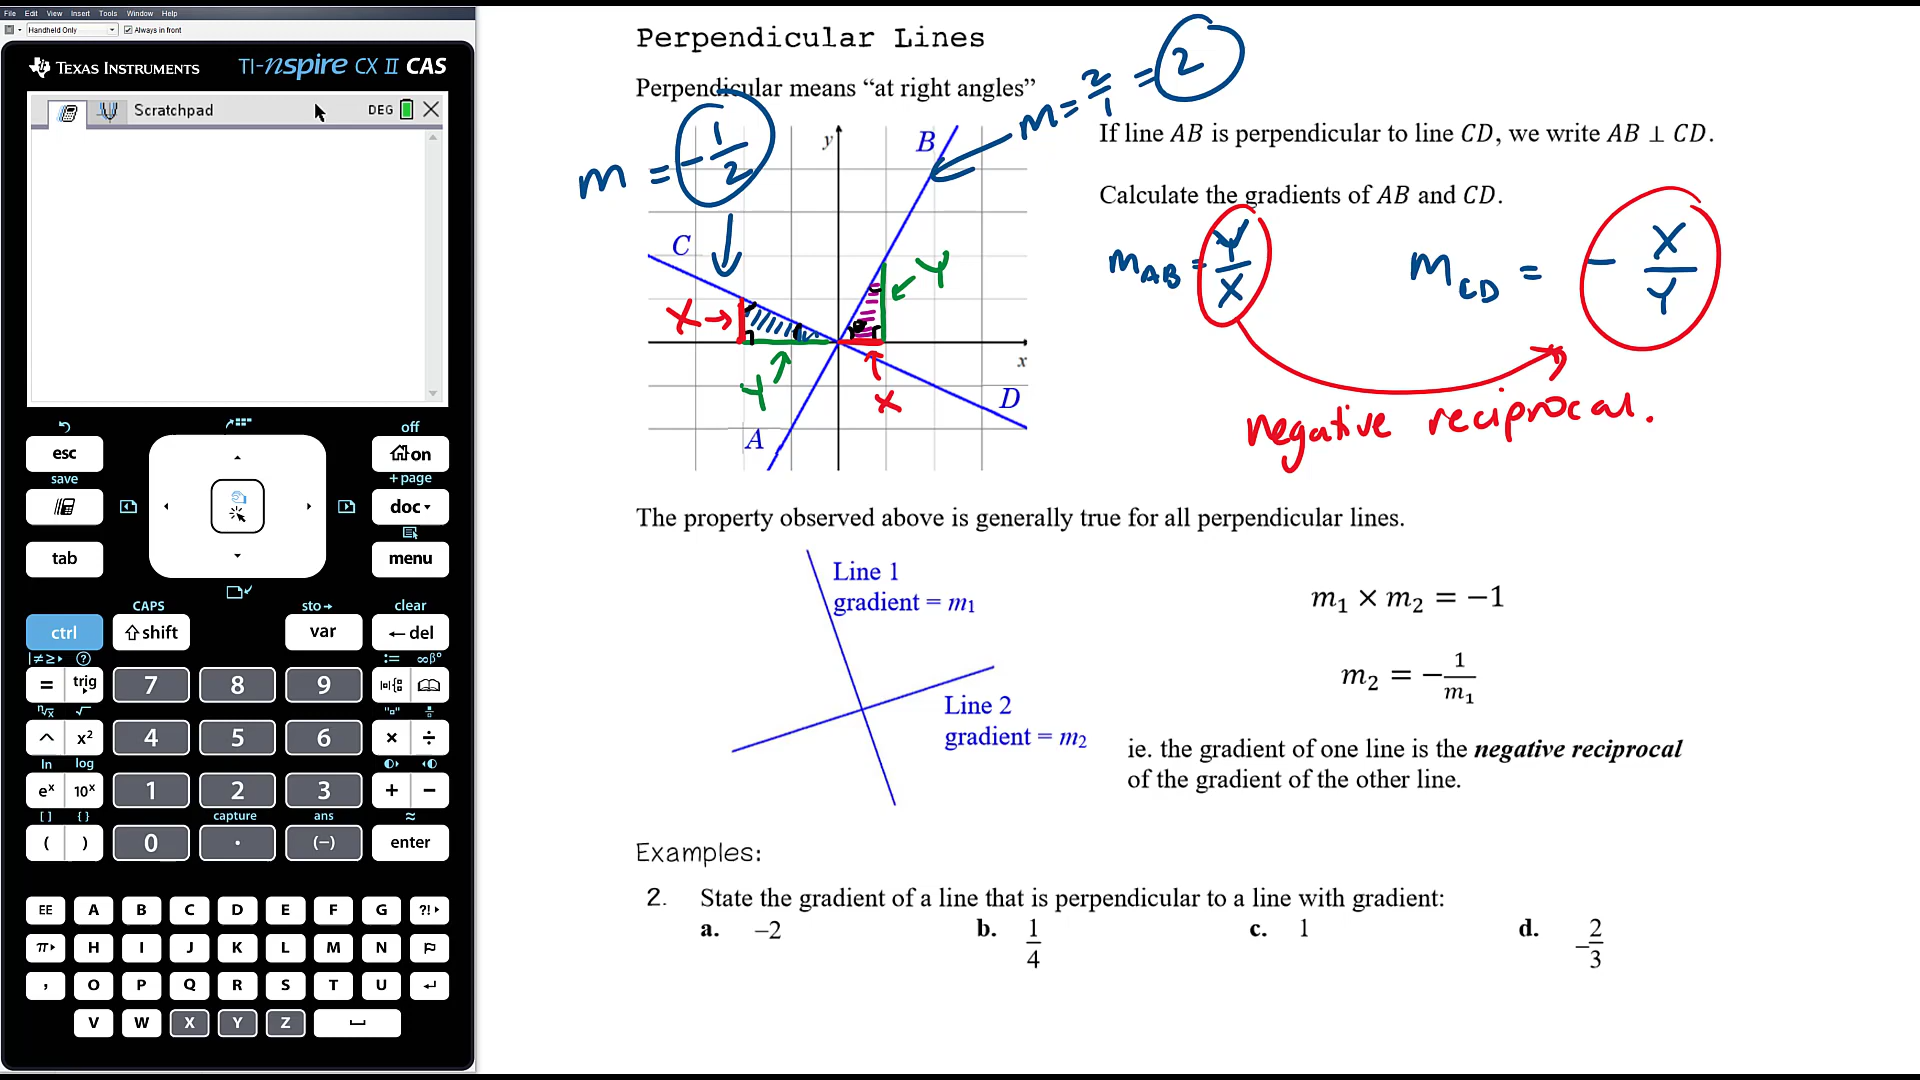 File Edit View Insert Tools Window Help
Handheld Only Always in front
TEXAS INSTRUMENTS TI-nspire CX II CAS
Scratchpad DEG
off
esc on
save + page
doc
tab menu
CAPS sto→ clear
ctrl ⇧shift var ←del
|≠≥▸ ? := ∞β°
= trig 7 8 9 |□|{
ⁿ√x √
^ x² 4 5 6 × ÷
ln log
eˣ 10ˣ 1 2 3 + −
[ ] { } capture ans ≈
( ) 0 . (−) enter
EE A B C D E F G ?!▸
π▸ H I J K L M N
, O P Q R S T U ↵
V W X Y Z
Perpendicular Lines
Perpendicular means “at right angles”
m = -1/2
m = 2/1 = 2
y
B
C
X
Y
Y
X
x
D
A
If line AB is perpendicular to line CD, we write AB ⊥ CD.
Calculate the gradients of AB and CD.
mAB = Y/X mCD = - X/Y
negative reciprocal.
The property observed above is generally true for all perpendicular lines.
Line 1
gradient = m₁
Line 2
gradient = m₂
m₁ × m₂ = −1
m₂ = −1/m₁
ie. the gradient of one line is the negative reciprocal
of the gradient of the other line.
Examples:
2. State the gradient of a line that is perpendicular to a line with gradient:
a. −2 b. 1/4 c. 1 d. −2/3